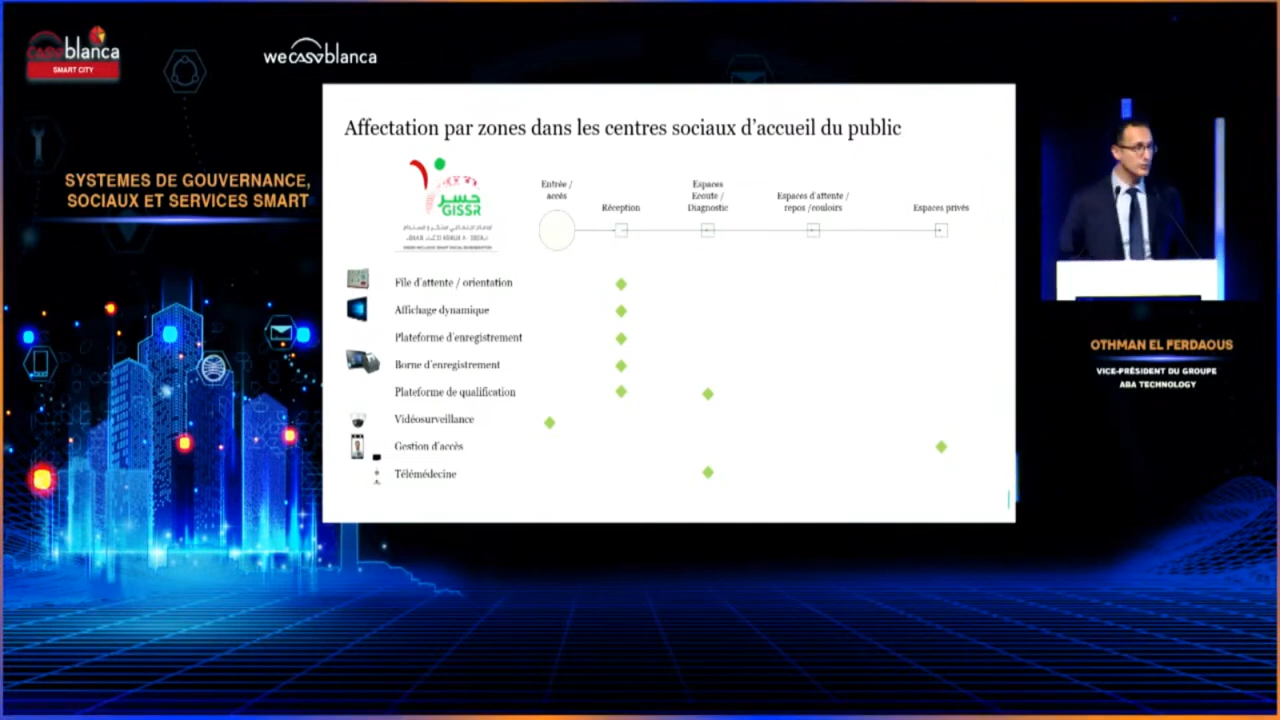 casablanca
SMART CITY
wecasablanca
SYSTEMES DE GOUVERNANCE,
SOCIAUX ET SERVICES SMART
Affectation par zones dans les centres sociaux d'accueil du public
جسر
GISSR
Entrée /
accès
Réception
Espaces
Ecoute /
Diagnostic
Espaces d'attente /
repos /couloirs
Espaces privés
File d'attente / orientation
Affichage dynamique
Plateforme d'enregistrement
Borne d'enregistrement
Plateforme de qualification
Vidéosurveillance
Gestion d'accès
Télémédecine
OTHMAN EL FERDAOUS
VICE-PRÉSIDENT DU GROUPE
ABA TECHNOLOGY